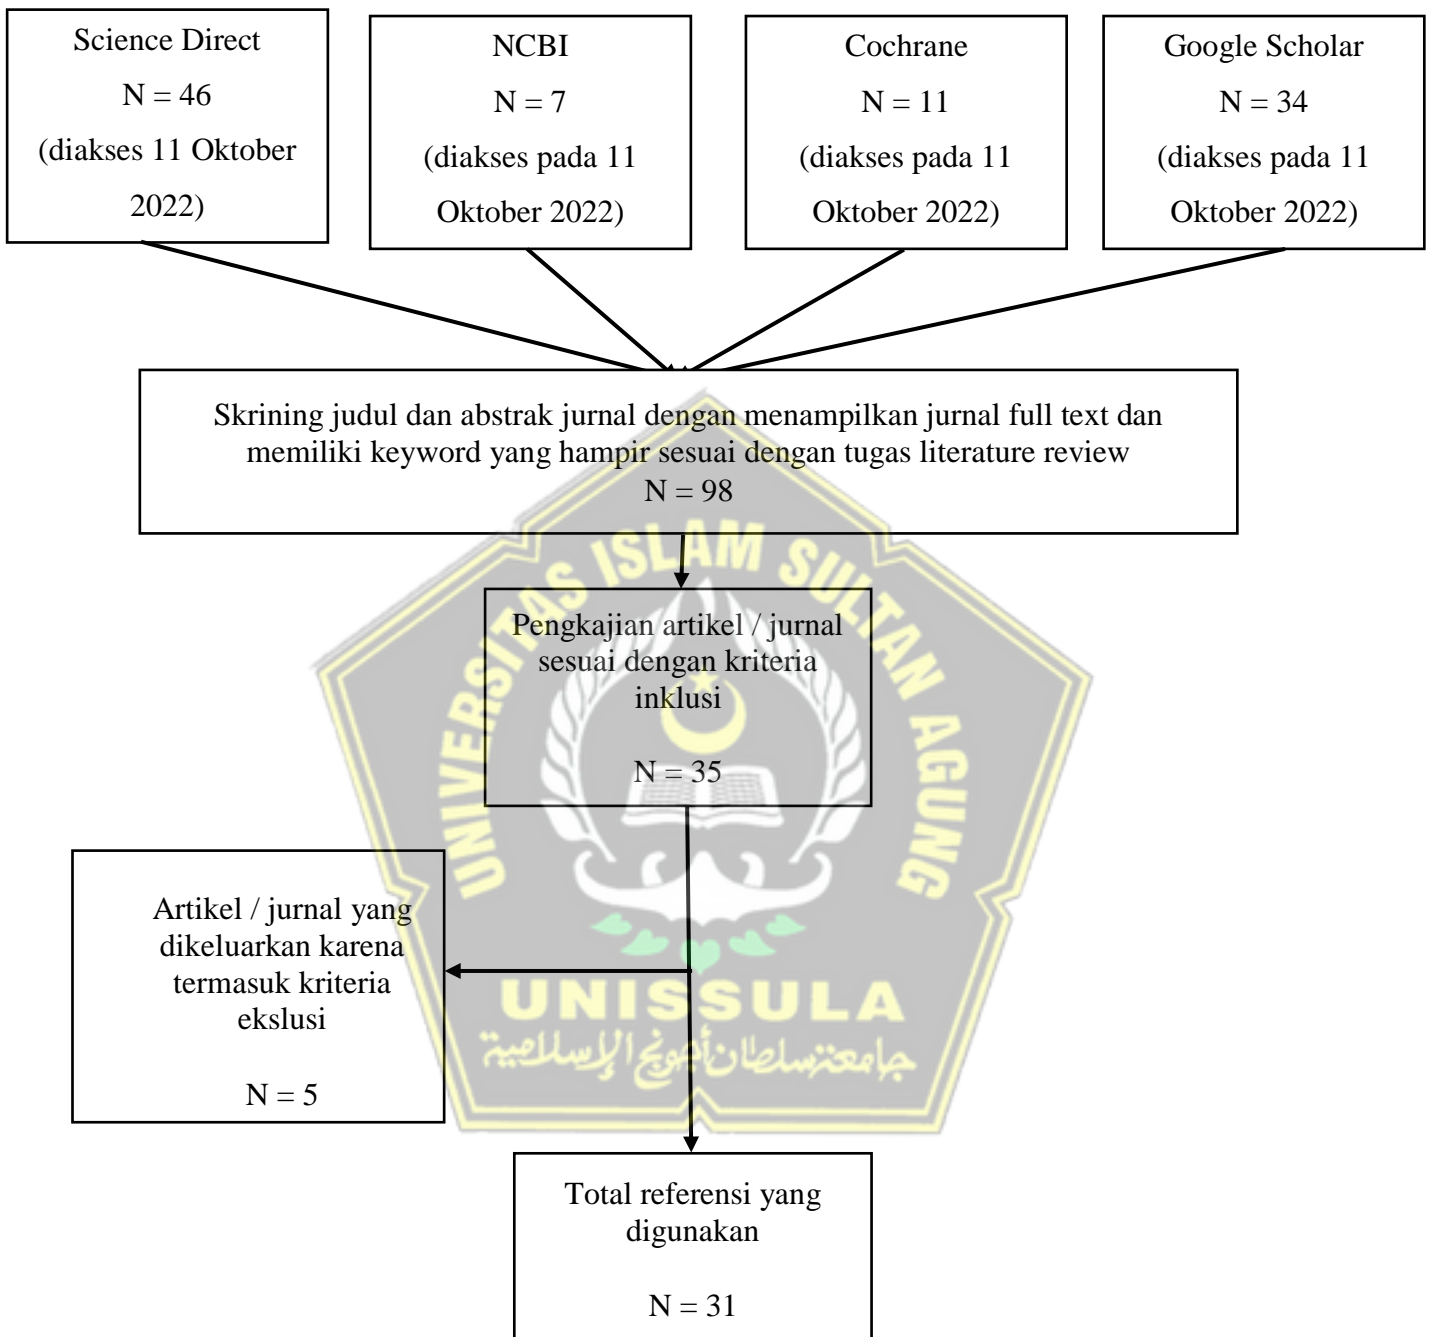 Science Direct
N = 46
(diakses 11 Oktober
2022)
NCBI
N = 7
(diakses pada 11
Oktober 2022)
Cochrane
N = 11
(diakses pada 11
Oktober 2022)
Google Scholar
N = 34
(diakses pada 11
Oktober 2022)
Skrining judul dan abstrak jurnal dengan menampilkan jurnal full text dan
memiliki keyword yang hampir sesuai dengan tugas literature review
N = 98
UNIVERSITAS ISLAM SULTAN AGUNG
Pengkajian artikel / jurnal
sesuai dengan kriteria
inklusi
N = 35
Artikel / jurnal yang
dikeluarkan karena
termasuk kriteria
ekslusi
N = 5
UNISSULA
جامعة سلطان أجونج الإسلامية
Total referensi yang
digunakan
N = 31